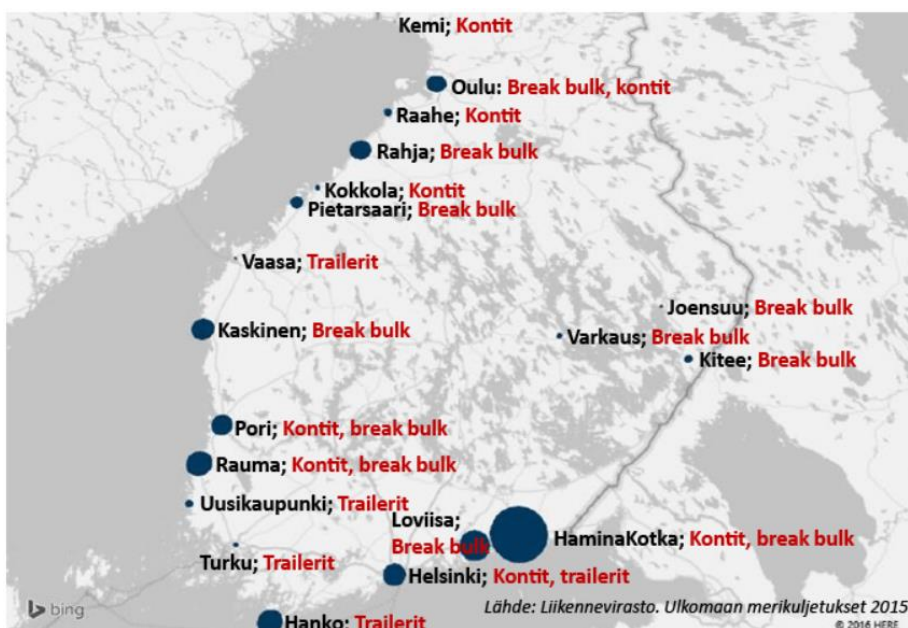 Kemi; Kontit
Oulu: Break bulk, kontit
Raahe; Kontit
Rahja; Break bulk
Kokkola; Kontit
Pietarsaari; Break bulk
Vaasa; Trailerit
Joensuu; Break bulk
Kaskinen; Break bulk
Varkaus; Break bulk
Kitee; Break bulk
Pori; Kontit, break bulk
Rauma; Kontit, break bulk
Uusikaupunki; Trailerit
Loviisa;
Break bulk
HaminaKotka; Kontit, break bulk
Turku; Trailerit
Helsinki; Kontit, trailerit
Lähde: Liikennevirasto. Ulkomaan merikuljetukset 2015
bing
Hanko; Trailerit
© 2016 HERE